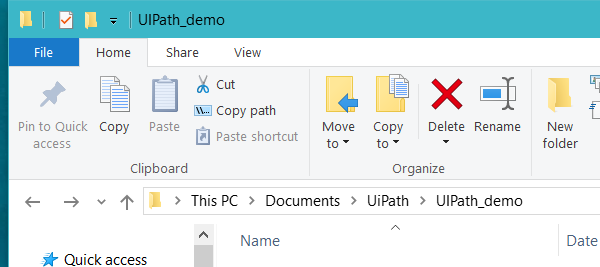 UIPath_demo
File Home Share View
Pin to Quick access
Copy
Paste
Cut
Copy path
Paste shortcut
Clipboard
Move to
Copy to
Delete
Rename
Organize
New folder
This PC > Documents > UiPath > UIPath_demo
Quick access
Name Date